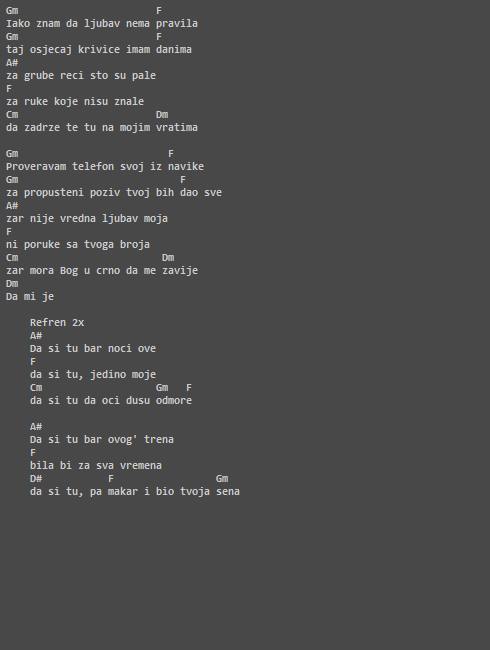 Gm                       F
Iako znam da ljubav nema pravila
Gm                       F
taj osjecaj krivice imam danima
A#
za grube reci sto su pale
F
za ruke koje nisu znale
Cm                       Dm
da zadrze te tu na mojim vratima

Gm                         F
Proveravam telefon svoj iz navike
Gm                           F
za propusteni poziv tvoj bih dao sve
A#
zar nije vredna ljubav moja
F
ni poruke sa tvoga broja
Cm                        Dm
zar mora Bog u crno da me zavije
Dm
Da mi je

    Refren 2x
    A#
    Da si tu bar noci ove
    F
    da si tu, jedino moje
    Cm                   Gm   F
    da si tu da oci dusu odmore

    A#
    Da si tu bar ovog' trena
    F
    bila bi za sva vremena
    D#           F                 Gm
    da si tu, pa makar i bio tvoja sena